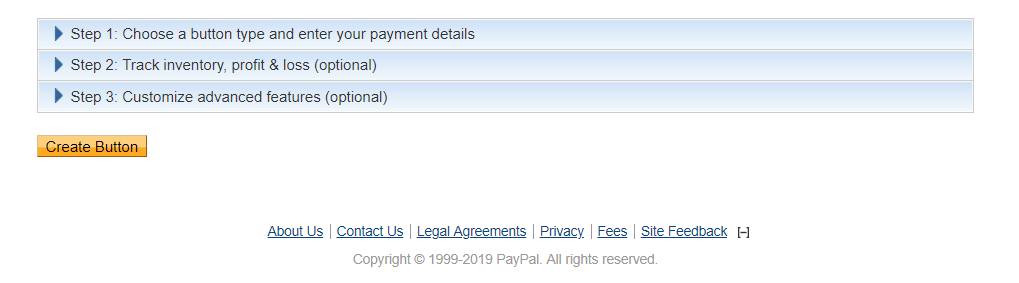 Step 1: Choose a button type and enter your payment details
Step 2: Track inventory, profit & loss (optional)
Step 3: Customize advanced features (optional)
Create Button
About Us | Contact Us | Legal Agreements | Privacy | Fees | Site Feedback [–]
Copyright © 1999-2019 PayPal. All rights reserved.